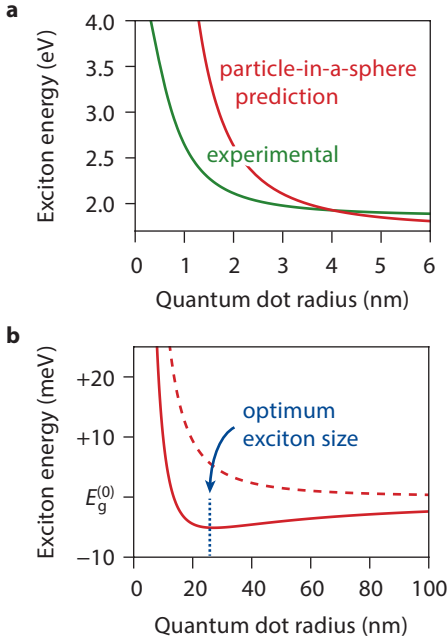 a
Exciton energy (eV)
4.0
3.5
3.0
2.5
2.0
particle-in-a-sphere
prediction
experimental
0 1 2 3 4 5 6
Quantum dot radius (nm)
b
Exciton energy (meV)
+20
+10
E_g^(0)
−10
optimum
exciton size
0 20 40 60 80 100
Quantum dot radius (nm)